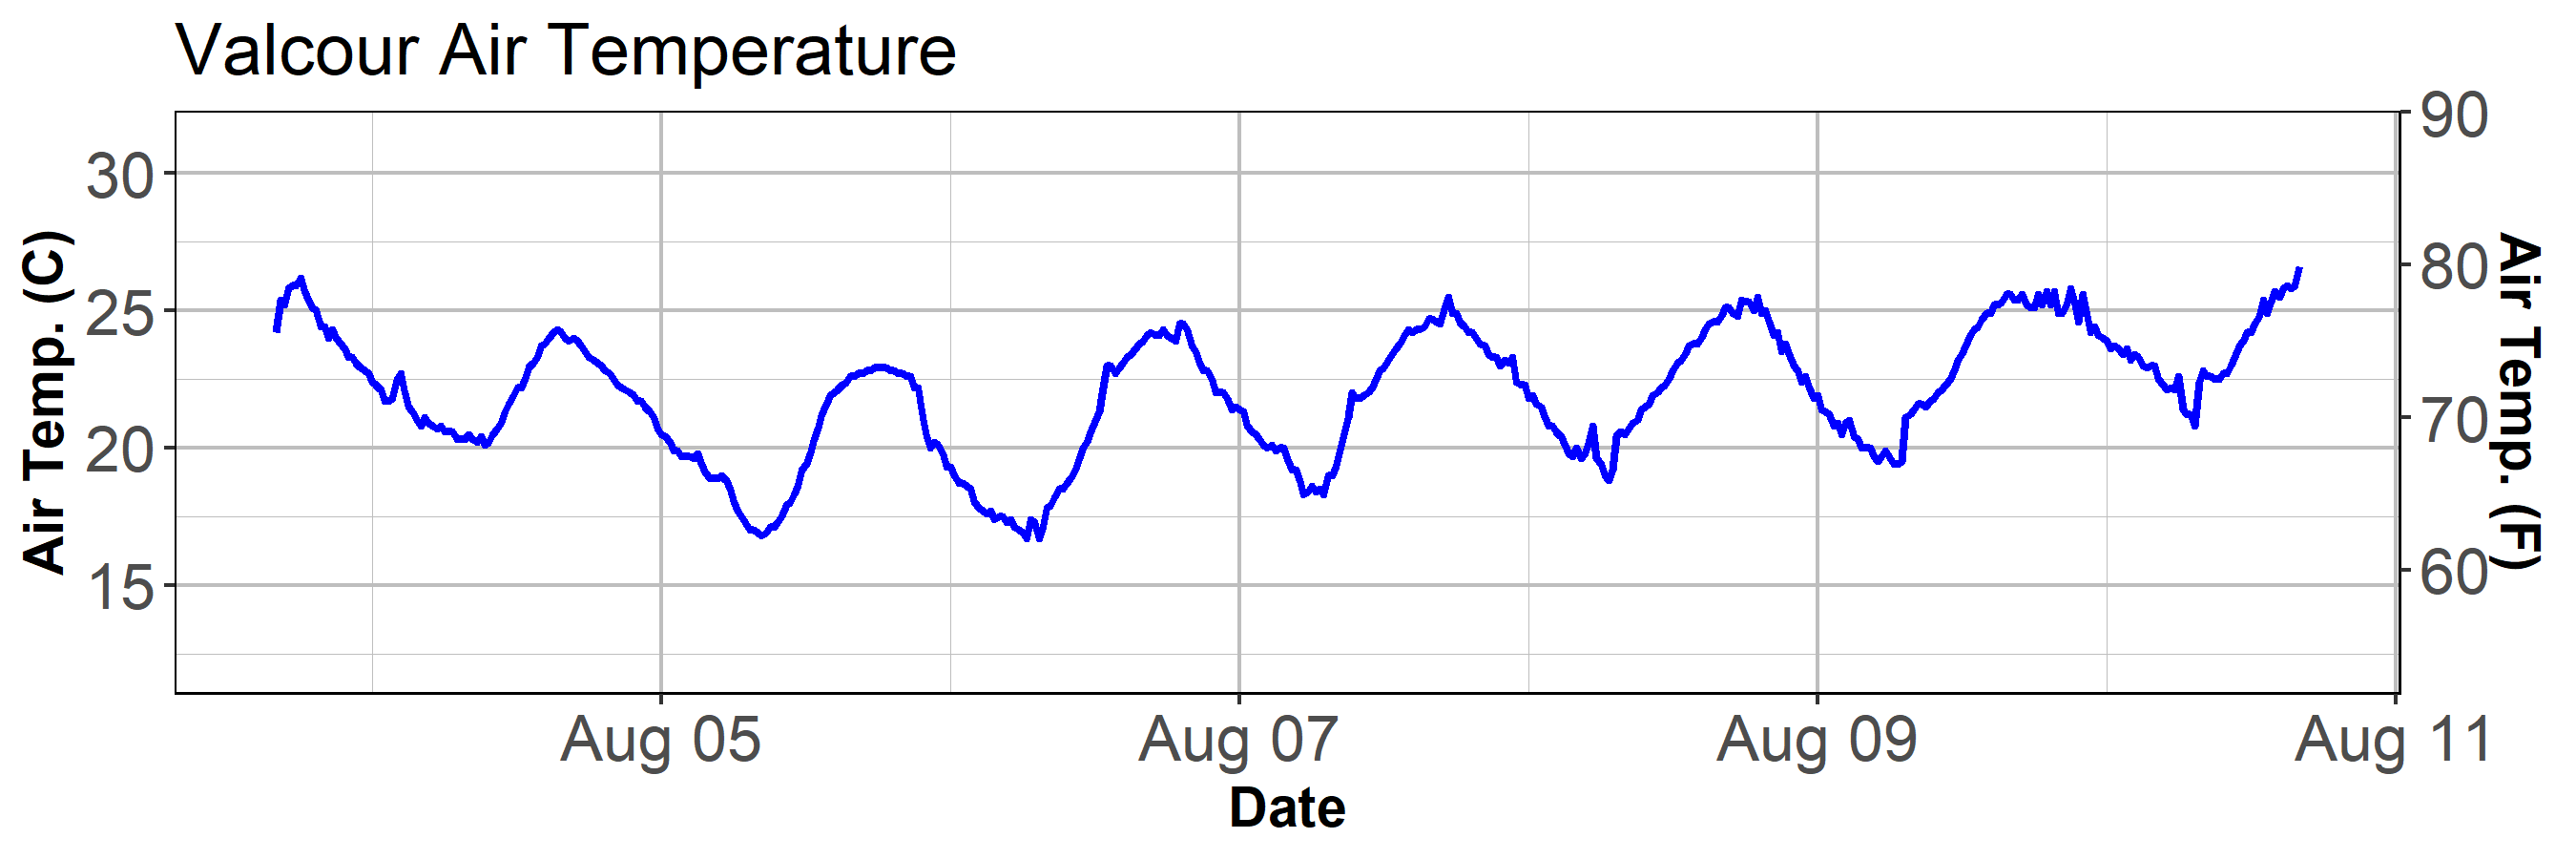 Valcour Air Temperature
Air Temp. (C)
30
25
20
15
90
80
70
60
Air Temp. (F)
Aug 05 Aug 07 Aug 09 Aug 11
Date